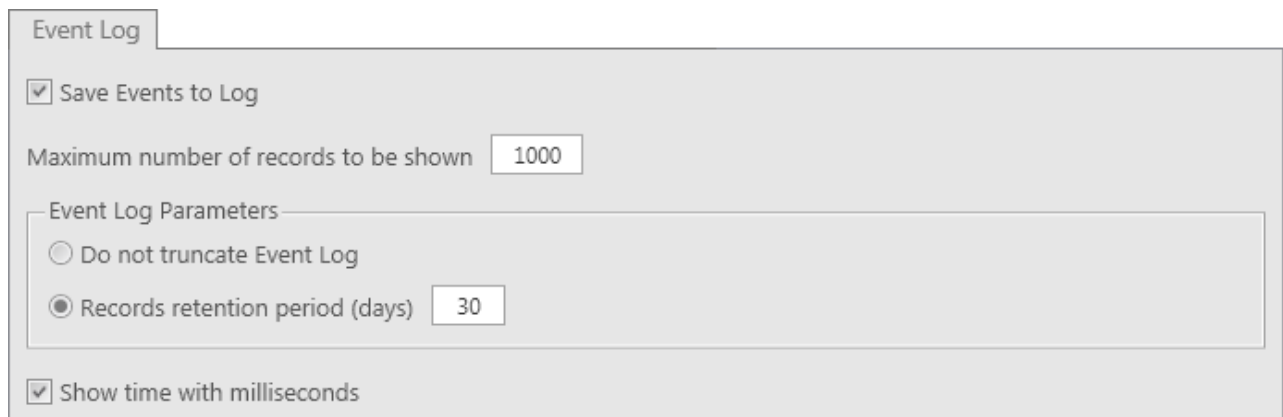 Event Log
Save Events to Log
Maximum number of records to be shown 1000
Event Log Parameters
Do not truncate Event Log
Records retention period (days) 30
Show time with milliseconds